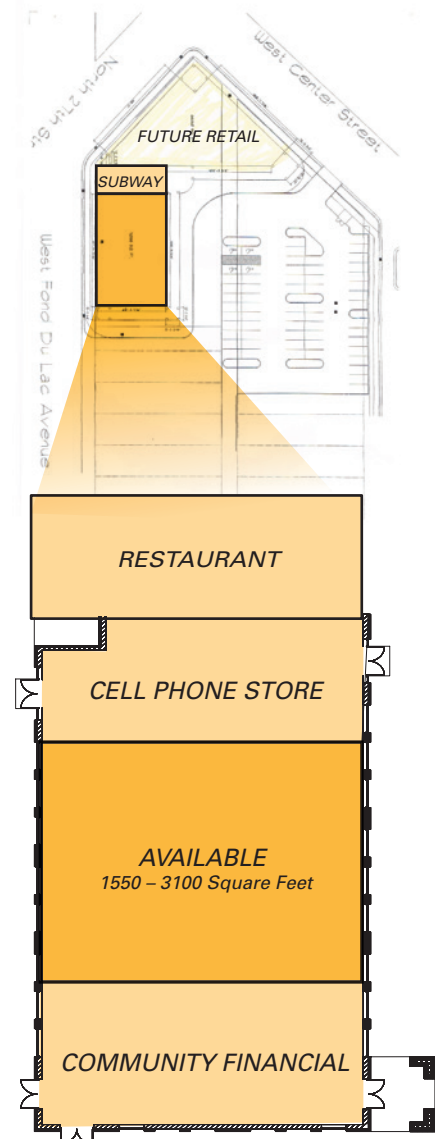 North 27th Str
West Center Street
FUTURE RETAIL
SUBWAY
West Fond Du Lac Avenue
RESTAURANT
CELL PHONE STORE
AVAILABLE
1550 – 3100 Square Feet
COMMUNITY FINANCIAL